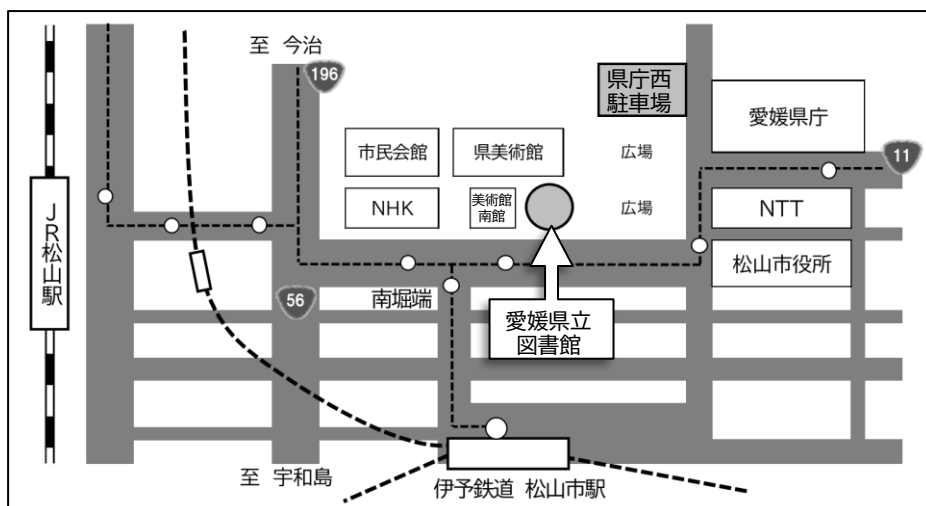 至 今治
196
県庁西
駐車場
愛媛県庁
11
市民会館
県美術館
広場
JR松山駅
NHK
美術館
南館
広場
NTT
松山市役所
56
南堀端
愛媛県立
図書館
至 宇和島
伊予鉄道 松山市駅